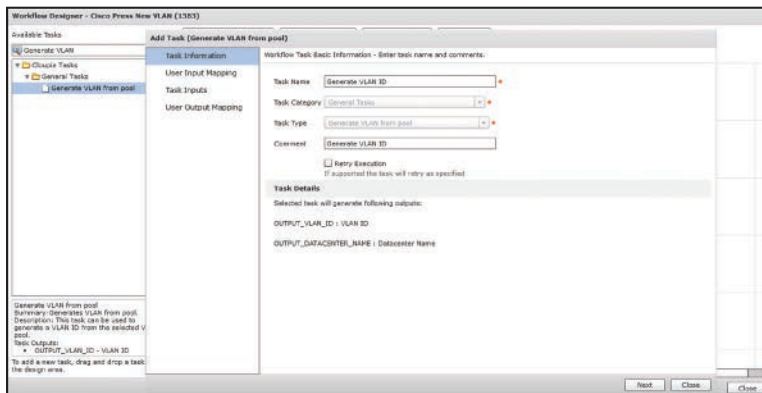 Workflow Designer - Cisco Press New VLAN (1383)
Available Tasks
Generate VLAN
Cloupia Tasks
General Tasks
Generate VLAN from pool
Generate VLAN from pool
Summary: Generates VLAN from pool.
Description: This task can be used to
generate a VLAN ID from the selected V
pool.
Task Outputs:
• OUTPUT_VLAN_ID - VLAN ID
To add a new task, drag and drop a task
the design area.
Add Task (Generate VLAN from pool)
Task Information
User Input Mapping
Task Inputs
User Output Mapping
Workflow Task Basic Information - Enter task name and comments.
Task Name Generate VLAN ID *
Task Category General Tasks *
Task Type Generate VLAN from pool *
Comment Generate VLAN ID
Retry Execution
If supported the task will retry as specified
Task Details
Selected task will generate following outputs:
OUTPUT_VLAN_ID : VLAN ID
OUTPUT_DATACENTER_NAME : Datacenter Name
Next Close
Close